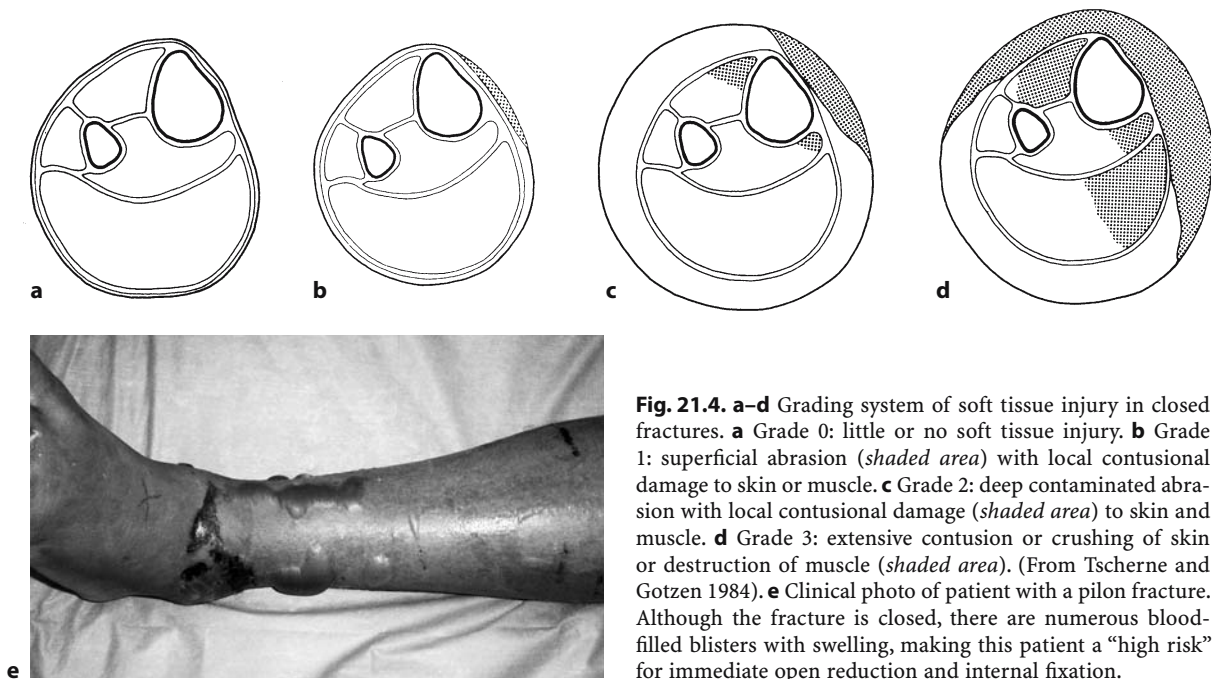 a
b
c
d
e
Fig. 21.4. a–d Grading system of soft tissue injury in closed
fractures. a Grade 0: little or no soft tissue injury. b Grade
1: superficial abrasion (shaded area) with local contusional
damage to skin or muscle. c Grade 2: deep contaminated abra-
sion with local contusional damage (shaded area) to skin and
muscle. d Grade 3: extensive contusion or crushing of skin
or destruction of muscle (shaded area). (From Tscherne and
Gotzen 1984). e Clinical photo of patient with a pilon fracture.
Although the fracture is closed, there are numerous blood-
filled blisters with swelling, making this patient a “high risk”
for immediate open reduction and internal fixation.